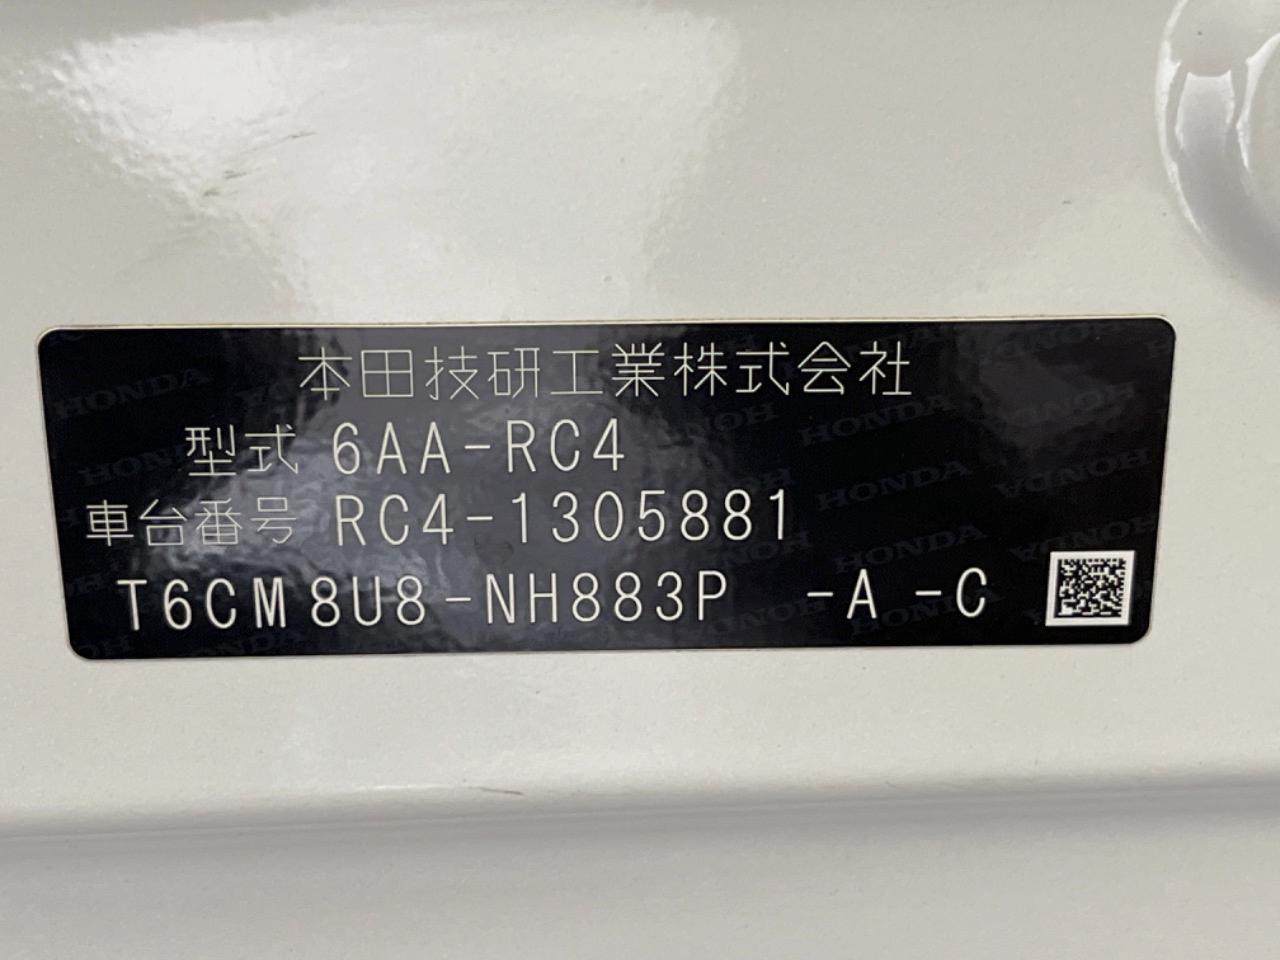 本田技研工業株式会社
型式 6AA-RC4
車台番号 RC4-1305881
T6CM8U8-NH883P -A -C